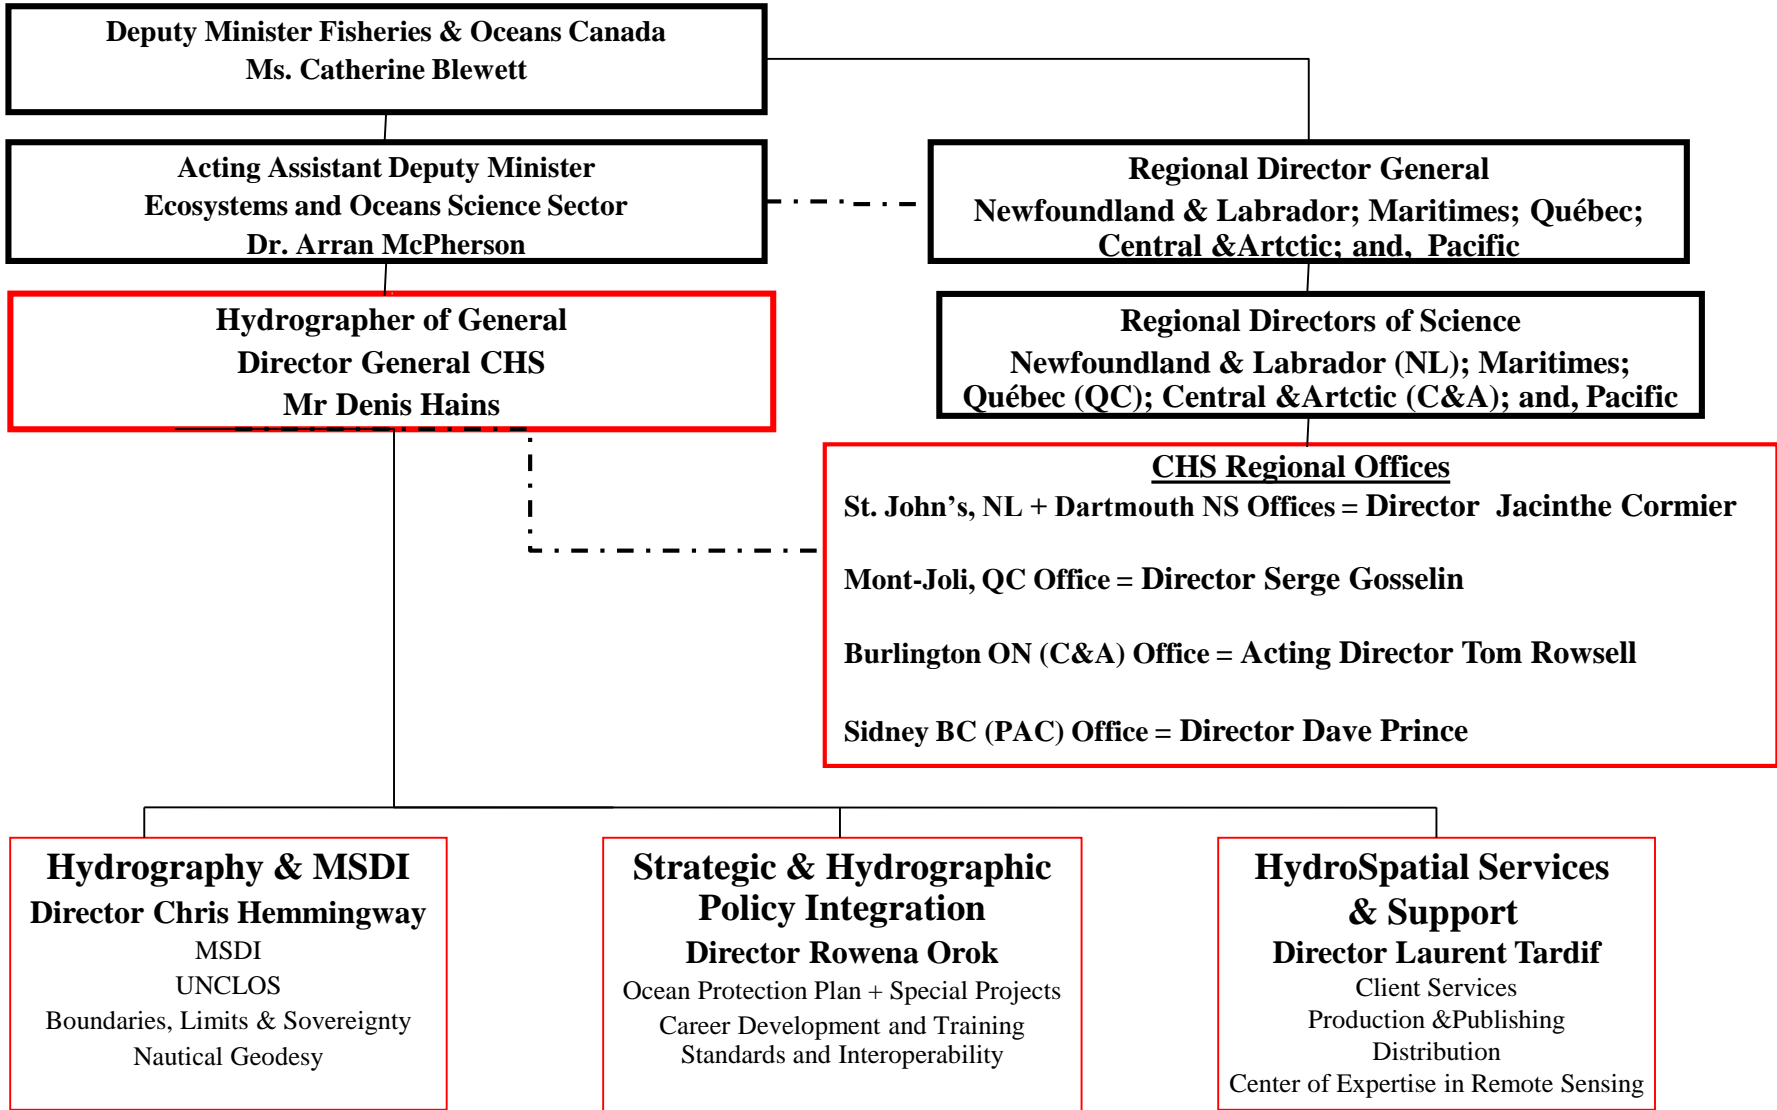 Deputy Minister Fisheries & Oceans Canada
Ms. Catherine Blewett
Acting Assistant Deputy Minister
Ecosystems and Oceans Science Sector
Dr. Arran McPherson
Regional Director General
Newfoundland & Labrador; Maritimes; Québec;
Central &Artctic; and, Pacific
Hydrographer of General
Director General CHS
Mr Denis Hains
Regional Directors of Science
Newfoundland & Labrador (NL); Maritimes;
Québec (QC); Central &Artctic (C&A); and, Pacific
CHS Regional Offices
St. John’s, NL + Dartmouth NS Offices = Director Jacinthe Cormier
Mont-Joli, QC Office = Director Serge Gosselin
Burlington ON (C&A) Office = Acting Director Tom Rowsell
Sidney BC (PAC) Office = Director Dave Prince
Hydrography & MSDI
Director Chris Hemmingway
MSDI
UNCLOS
Boundaries, Limits & Sovereignty
Nautical Geodesy
Strategic & Hydrographic
Policy Integration
Director Rowena Orok
Ocean Protection Plan + Special Projects
Career Development and Training
Standards and Interoperability
HydroSpatial Services
& Support
Director Laurent Tardif
Client Services
Production &Publishing
Distribution
Center of Expertise in Remote Sensing